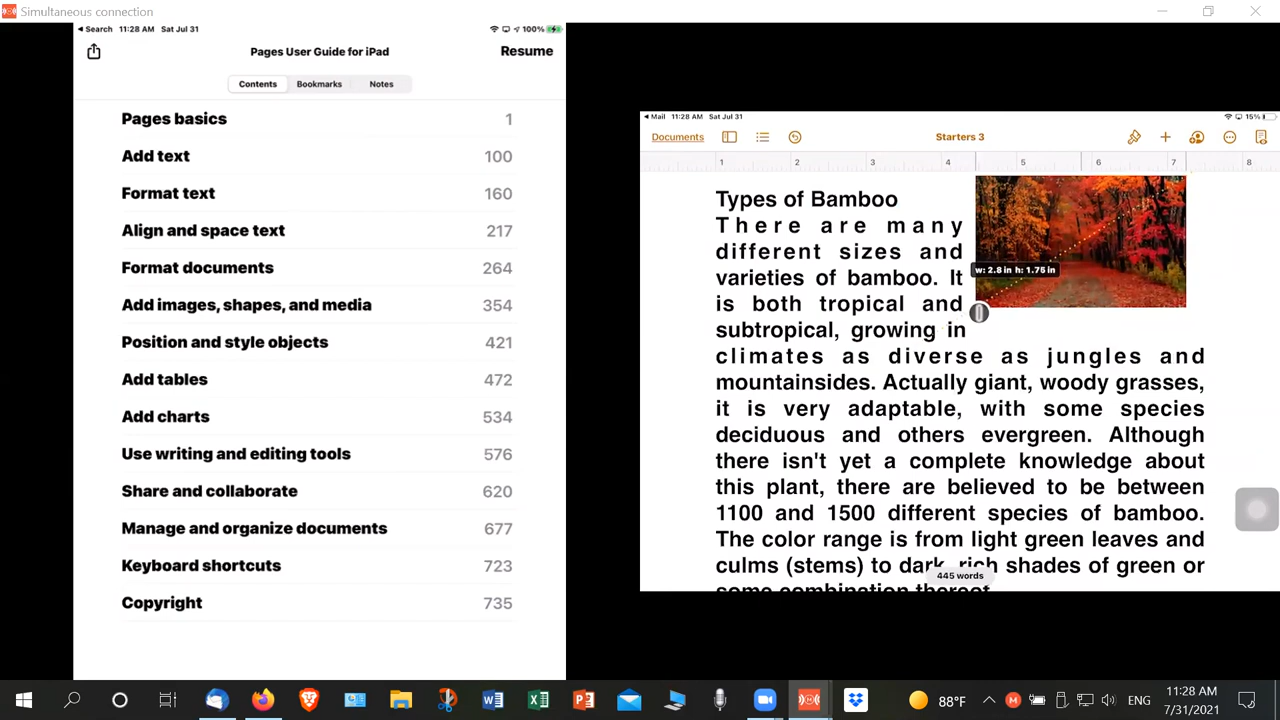 Simultaneous connection
Search 11:28 AM Sat Jul 31
100%
Pages User Guide for iPad
Resume
Contents
Bookmarks
Notes
Pages basics 1
Add text 100
Format text 160
Align and space text 217
Format documents 264
Add images, shapes, and media 354
Position and style objects 421
Add tables 472
Add charts 534
Use writing and editing tools 576
Share and collaborate 620
Manage and organize documents 677
Keyboard shortcuts 723
Copyright 735
Mail 11:28 AM Sat Jul 31
15%
Documents
Starters 3
1 2 3 4 5 6 7 8
Types of Bamboo
There are many
different sizes and
varieties of bamboo. It
is both tropical and
subtropical, growing in
climates as diverse as jungles and
mountainsides. Actually giant, woody grasses,
it is very adaptable, with some species
deciduous and others evergreen. Although
there isn't yet a complete knowledge about
this plant, there are believed to be between
1100 and 1500 different species of bamboo.
The color range is from light green leaves and
culms (stems) to dark, rich shades of green or
some combination thereof
w: 2.8 in h: 1.75 in
445 words
88°F
ENG
11:28 AM
7/31/2021